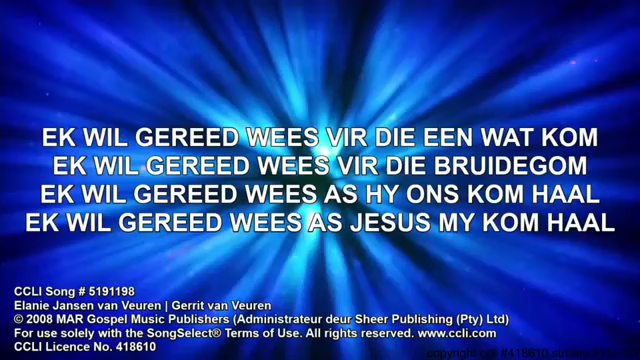 EK WIL GEREED WEES VIR DIE EEN WAT KOM
EK WIL GEREED WEES VIR DIE BRUIDEGOM
EK WIL GEREED WEES AS HY ONS KOM HAAL
EK WIL GEREED WEES AS JESUS MY KOM HAAL
CCLI Song # 5191198
Elanie Jansen van Veuren | Gerrit van Veuren
© 2008 MAR Gospel Music Publishers (Administrateur deur Sheer Publishing (Pty) Ltd)
For use solely with the SongSelect® Terms of Use. All rights reserved. www.ccli.com
CCLI Licence No. 418610
copyright ccli #418610